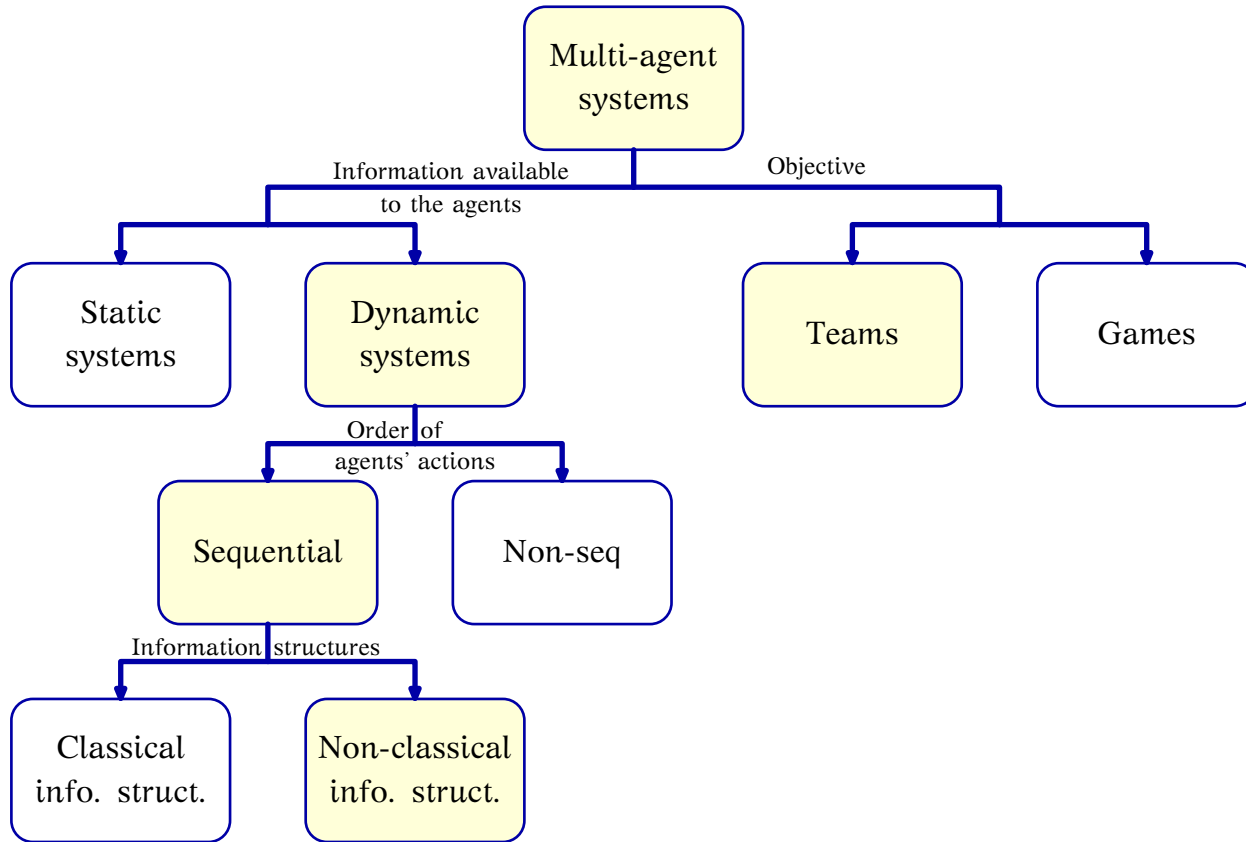 Multi-agent
systems
Information available
to the agents
Objective
Static
systems
Dynamic
systems
Teams
Games
Order of
agents' actions
Sequential
Non-seq
Information structures
Classical
info. struct.
Non-classical
info. struct.